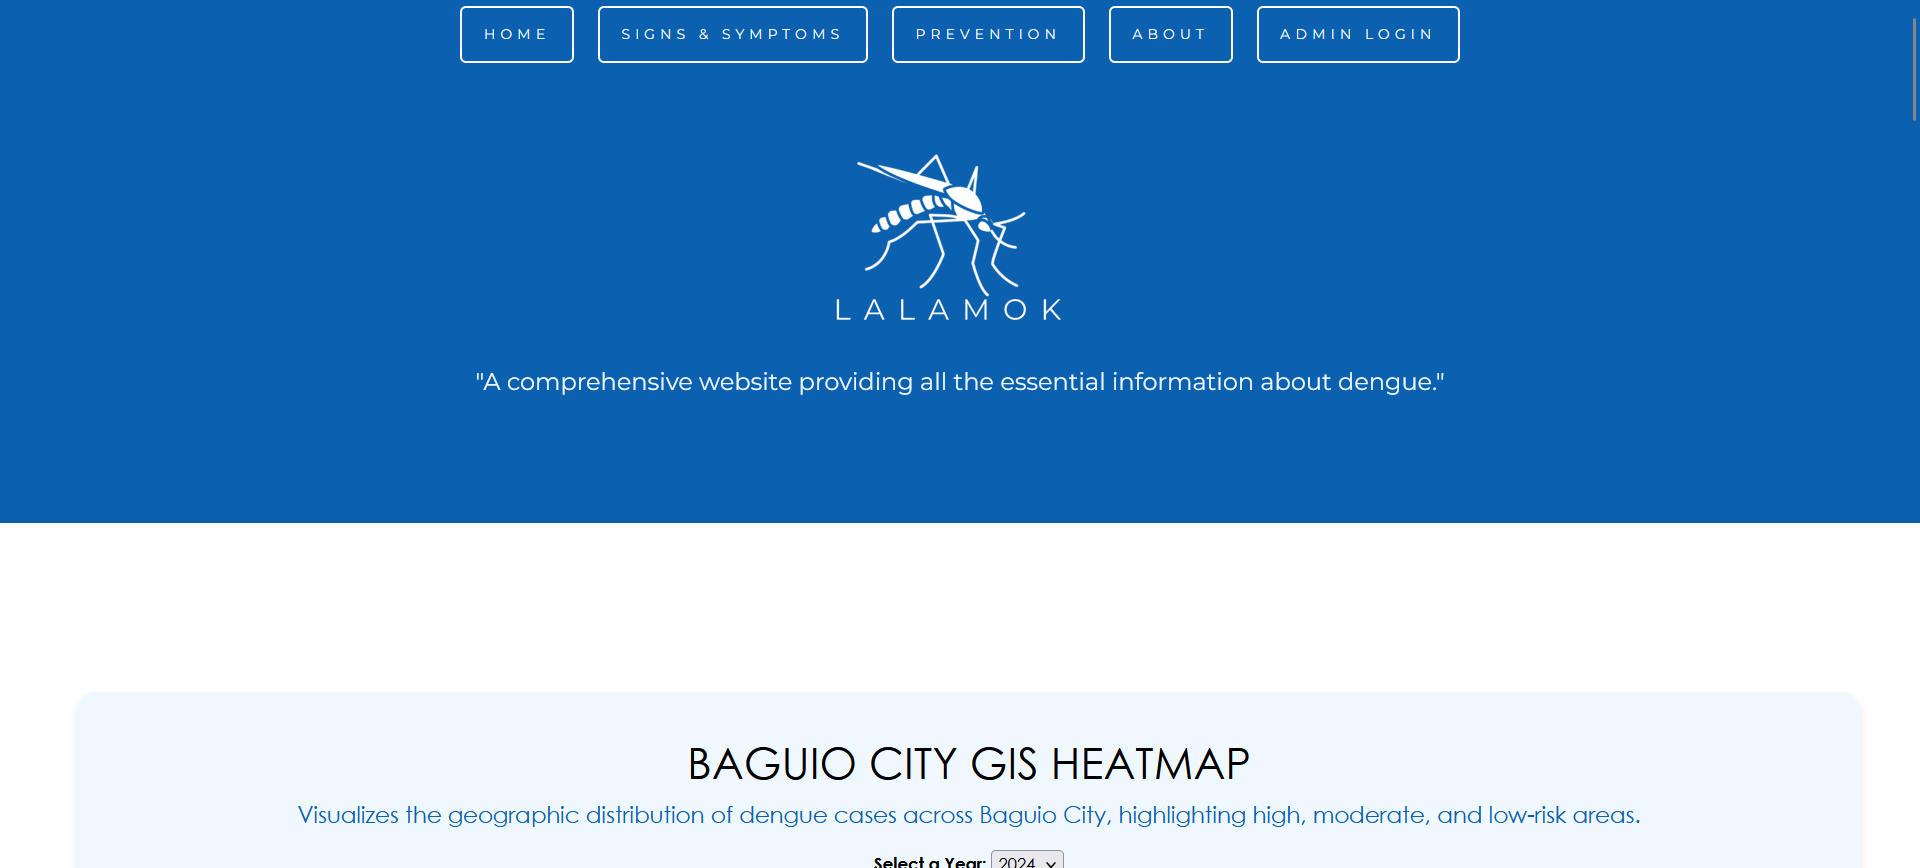 HOME
SIGNS & SYMPTOMS
PREVENTION
ABOUT
ADMIN LOGIN
LALAMOK
"A comprehensive website providing all the essential information about dengue."
BAGUIO CITY GIS HEATMAP
Visualizes the geographic distribution of dengue cases across Baguio City, highlighting high, moderate, and low-risk areas.
Select a Year: 2024